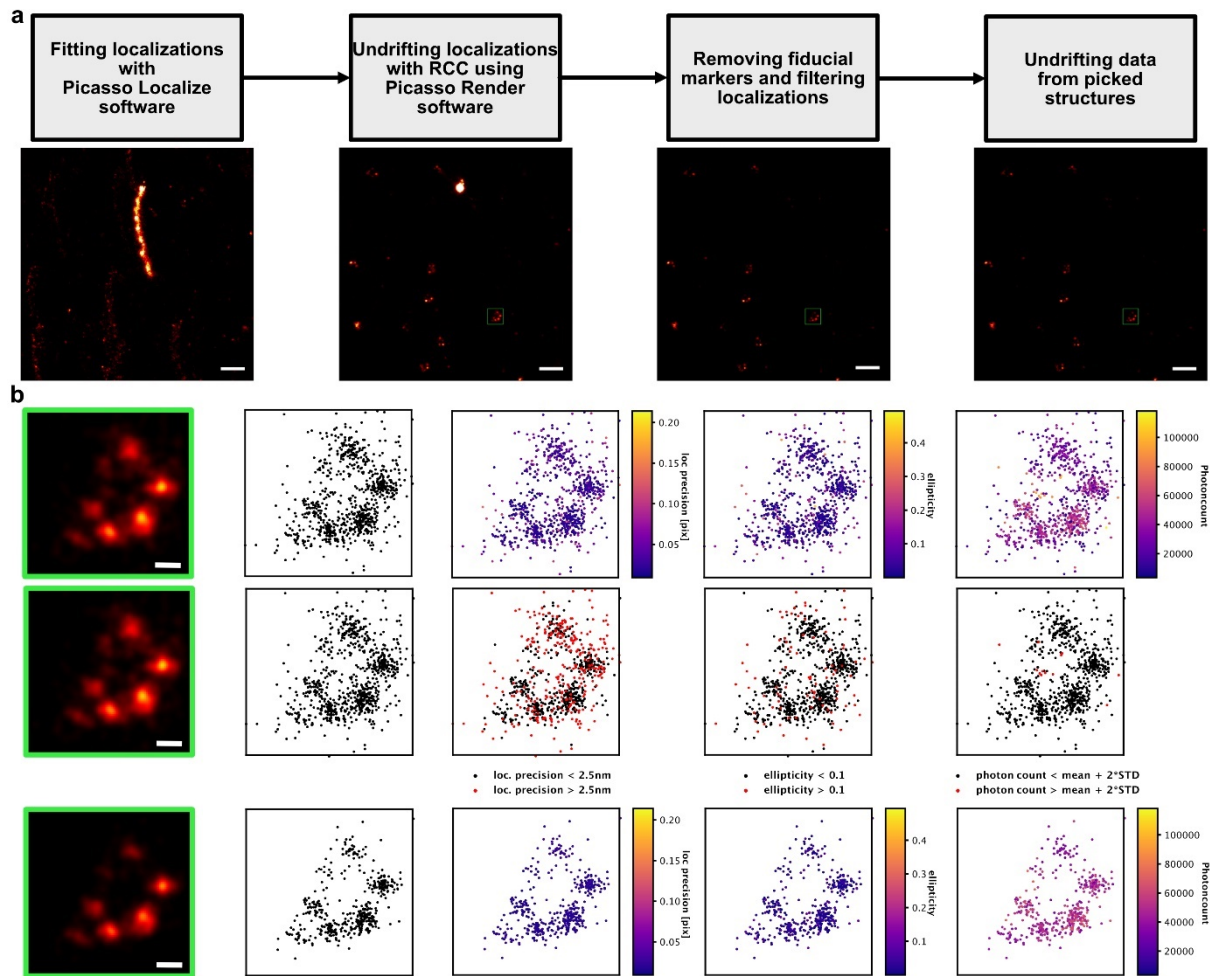 a
Fitting localizations
with
Picasso Localize
software
Undrifting localizations
with RCC using
Picasso Render
software
Removing fiducial
markers and filtering
localizations
Undrifting data
from picked
structures
b
0.20
0.15
0.10
0.05
loc precision [pix]
0.4
0.3
0.2
0.1
ellipticity
100000
80000
60000
40000
20000
Photoncount
loc. precision < 2.5nm
loc. precision > 2.5nm
ellipticity < 0.1
ellipticity > 0.1
photon count < mean + 2*STD
photon count > mean + 2*STD
0.20
0.15
0.10
0.05
loc precision [pix]
0.4
0.3
0.2
0.1
ellipticity
100000
80000
60000
40000
20000
Photoncount